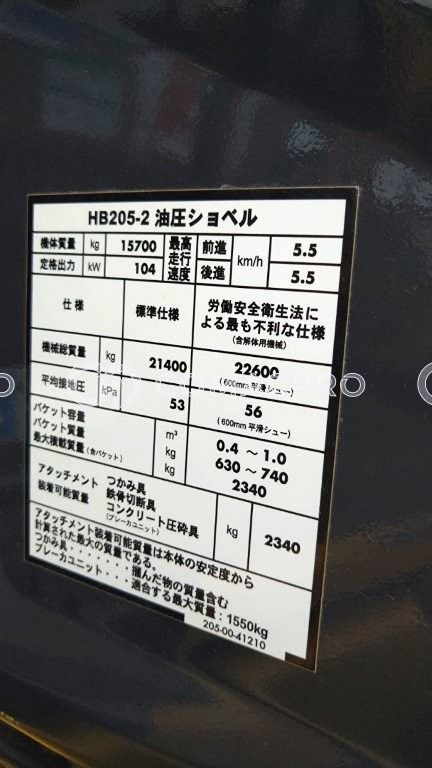 HB205-2 油圧ショベル
機体質量 kg 15700 最高走行速度 前進 km/h 5.5
定格出力 kW 104 後進 5.5
仕様 標準仕様 労働安全衛生法による最も不利な仕様
(含解体用機械)
機械総質量 kg 21400 22600
(600mm 平滑シュー)
平均接地圧 kPa 53 56
(600mm 平滑シュー)
バケット容量 m³ 0.4 ~ 1.0
バケット質量 kg 630 ~ 740
最大積載質量(含バケット) kg 2340
アタッチメント つかみ具
装着可能質量 鉄骨切断具
コンクリート圧砕具 kg 2340
(ブレーカユニット)
アタッチメント装着可能質量は本体の安定度から
計算された最大の質量である。
つかみ具・・・・・・・掴んだ物の質量含む
ブレーカユニット・・・適合する最大質量:1550kg
205-00-41210
PRO